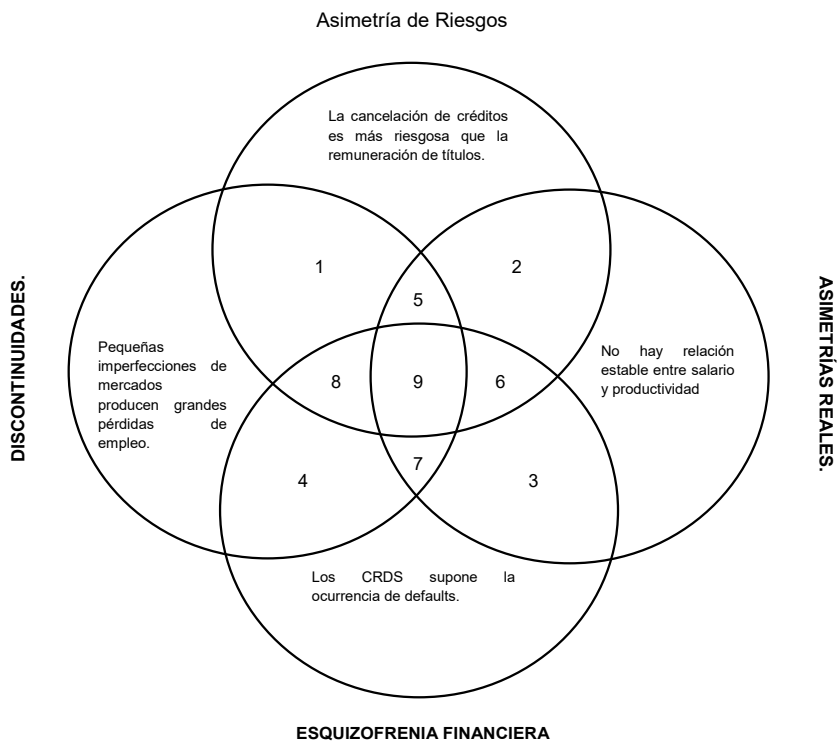 Asimetría de Riesgos
La cancelación de créditos
es más riesgosa que la
remuneración de títulos.
1
2
5
DISCONTINUIDADES.
ASIMETRÍAS REALES.
Pequeñas
imperfecciones de
mercados
producen grandes
pérdidas de
empleo.
No hay relación
estable entre salario
y productividad
8
9
6
7
4
3
Los CRDS supone la
ocurrencia de defaults.
ESQUIZOFRENIA FINANCIERA